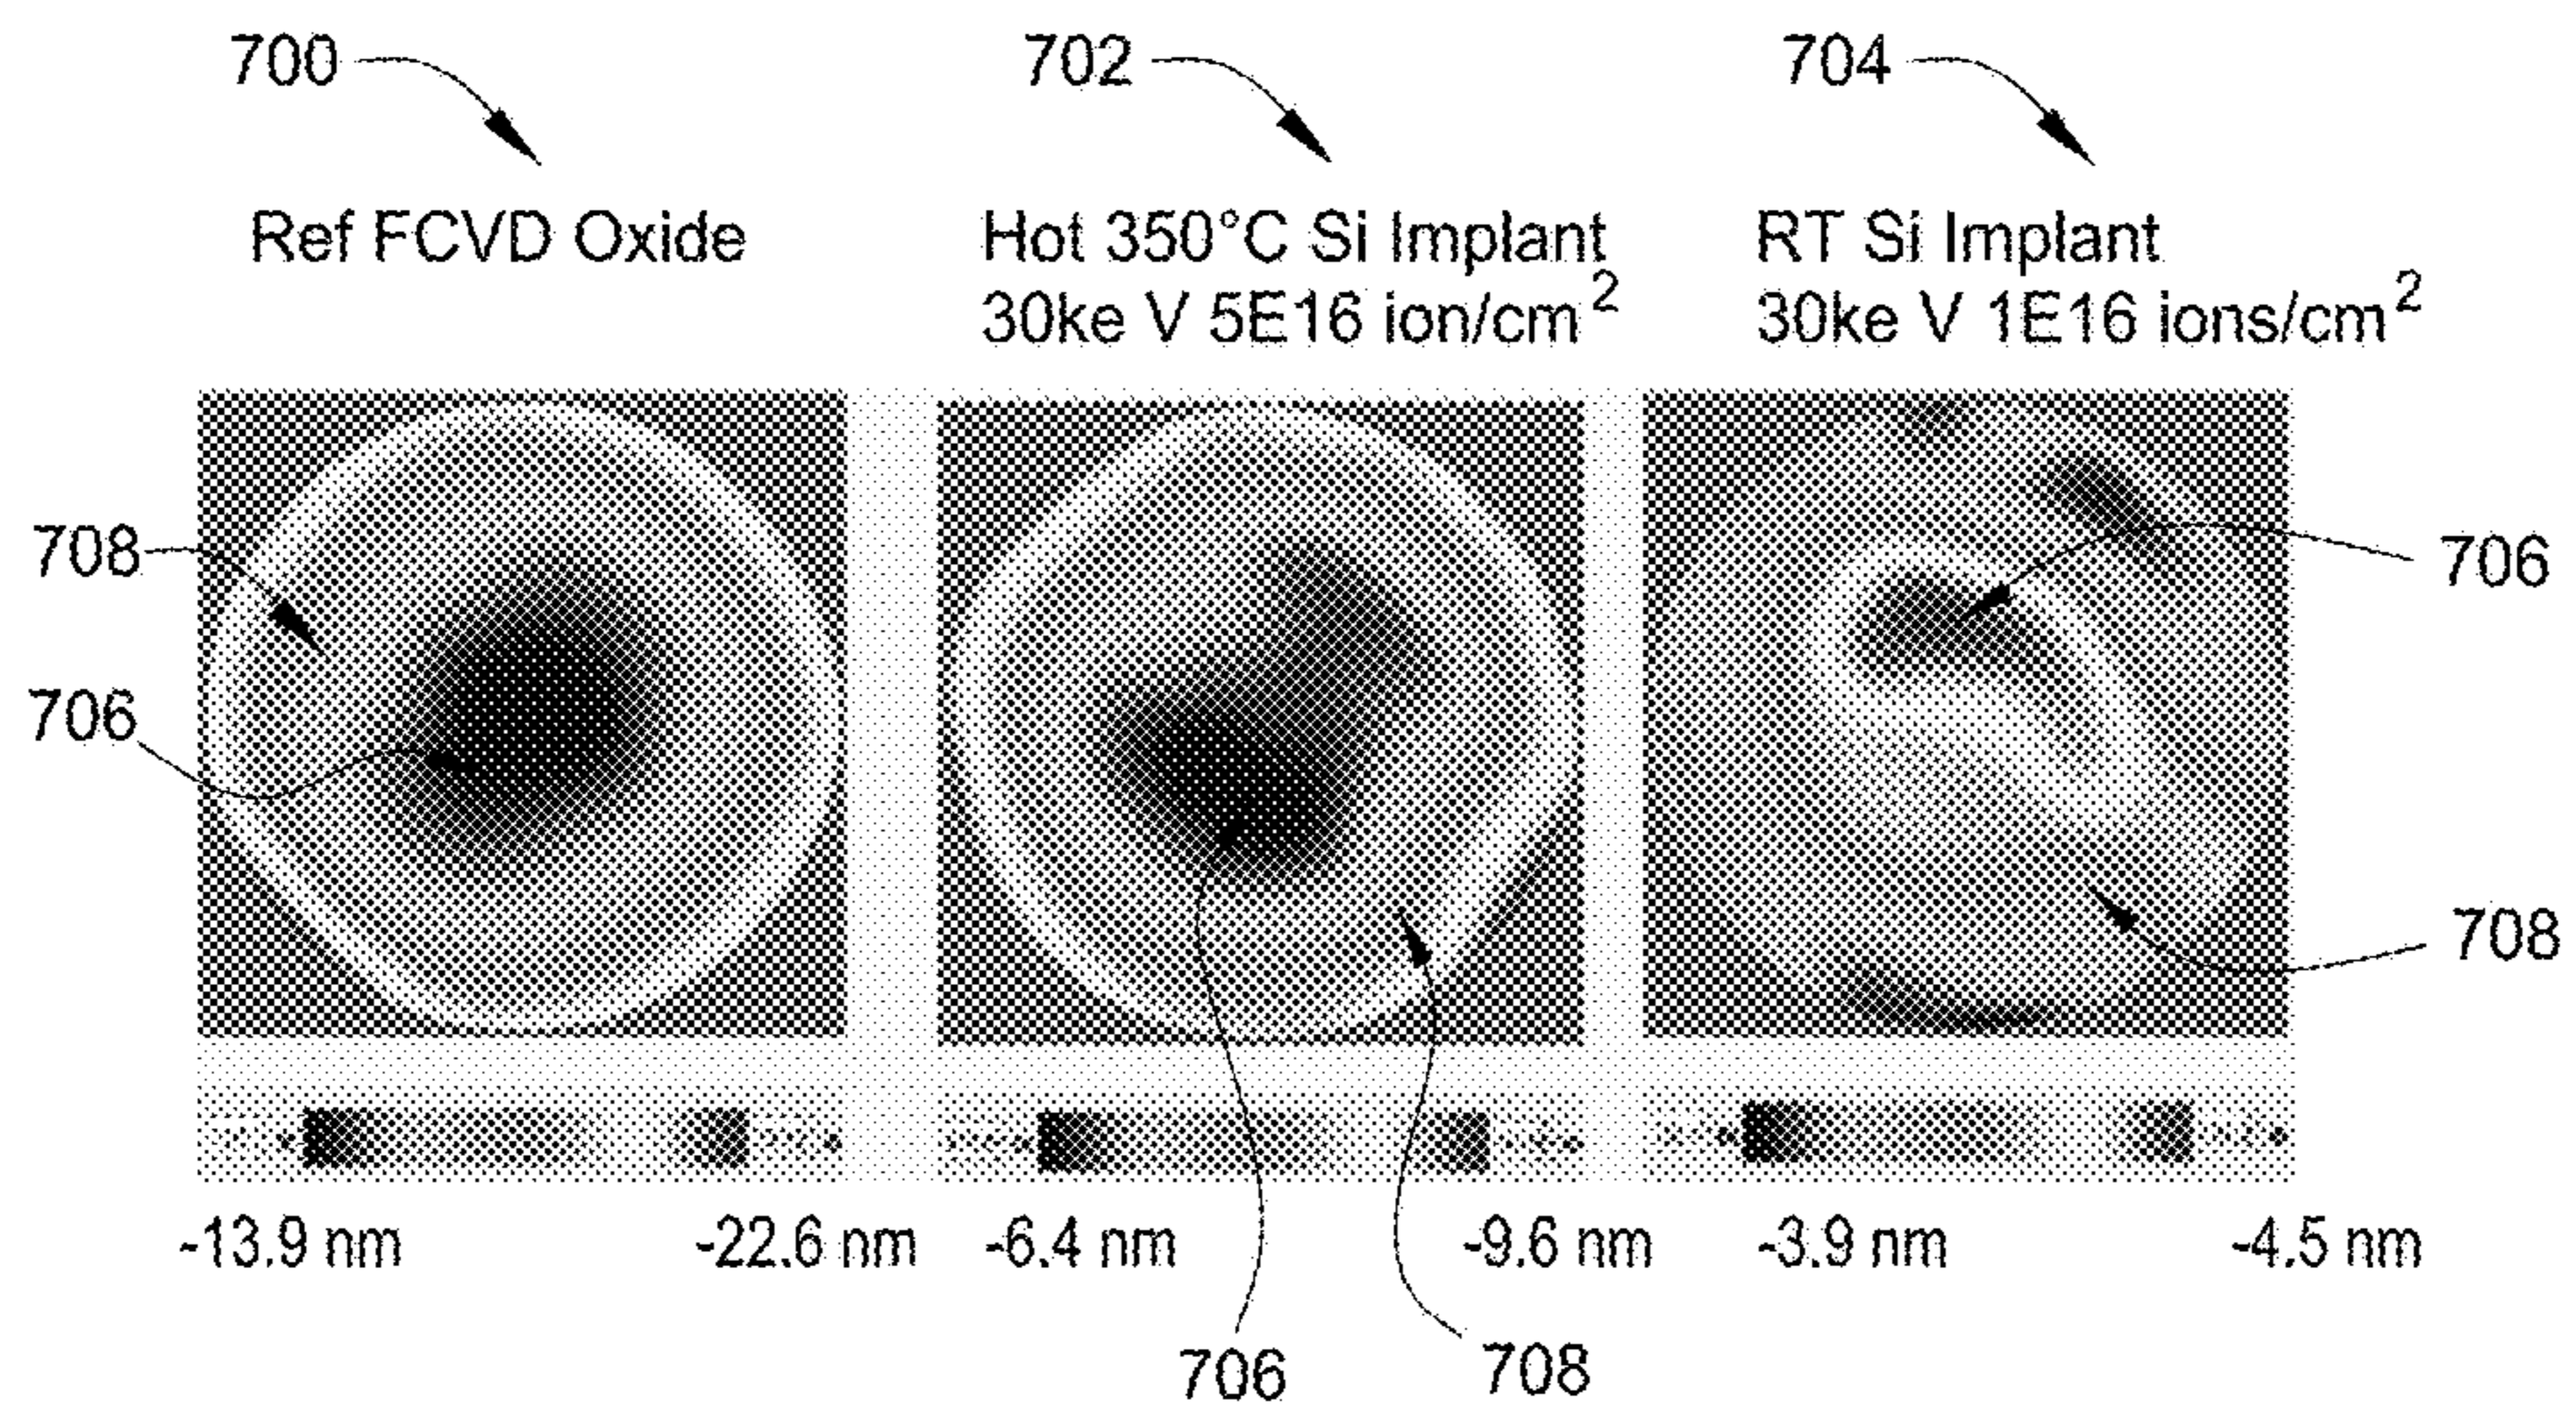 700
702
704
Ref FCVD Oxide
Hot 350°C Si Implant
30ke V 5E16 ion/cm²
RT Si Implant
30ke V 1E16 ions/cm²
708
706
706
708
-13.9 nm
-22.6 nm
-6.4 nm
-9.6 nm
-3.9 nm
-4.5 nm
706
708